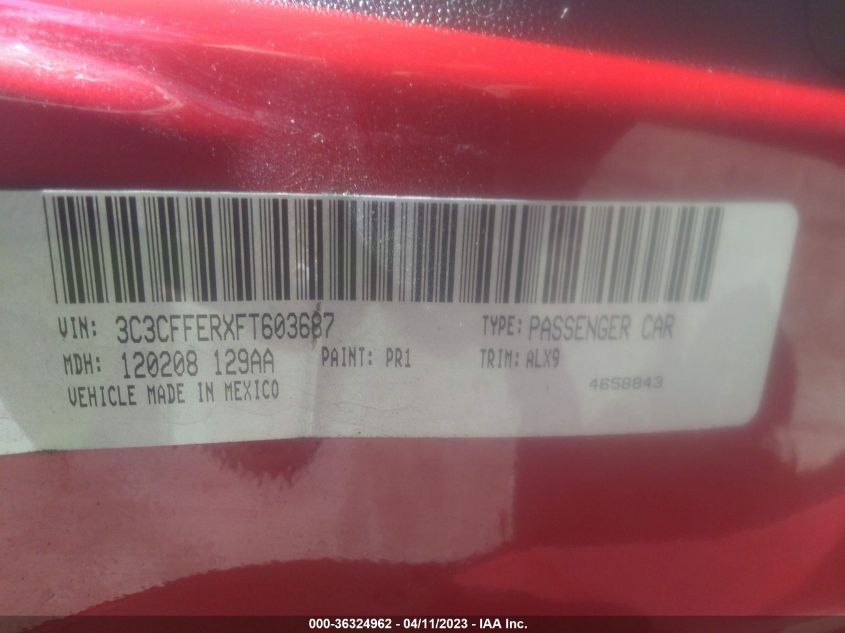 VIN: 3C3CFFERXFT603687 TYPE: PASSENGER CAR
MDH: 120208 129AA PAINT: PR1 TRIM: ALX9
VEHICLE MADE IN MEXICO 4658843
000-36324962 - 04/11/2023 - IAA Inc.